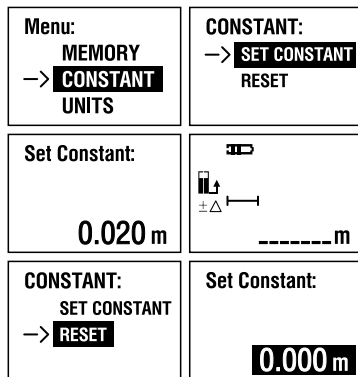 Menu:
MEMORY
—> CONSTANT
UNITS
CONSTANT:
—> SET CONSTANT
RESET
Set Constant:
0.020 m
±△
_______m
CONSTANT:
SET CONSTANT
—> RESET
Set Constant:
0.000 m